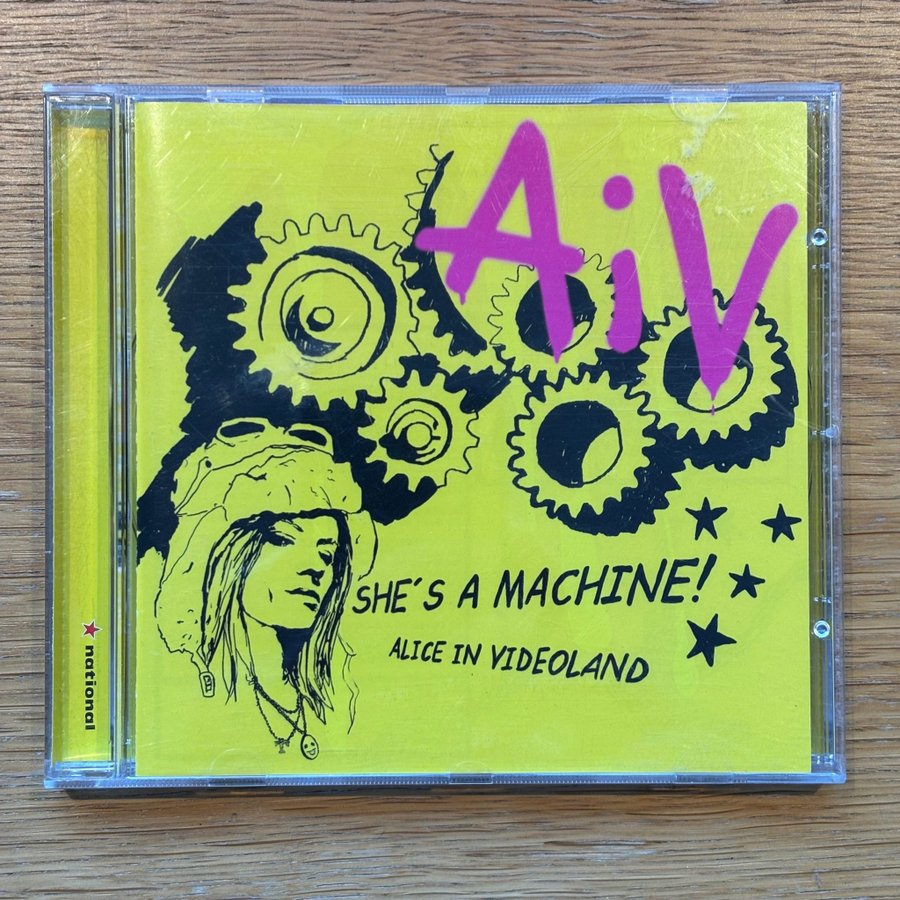 AiV
SHE'S A MACHINE!
ALICE IN VIDEOLAND
national